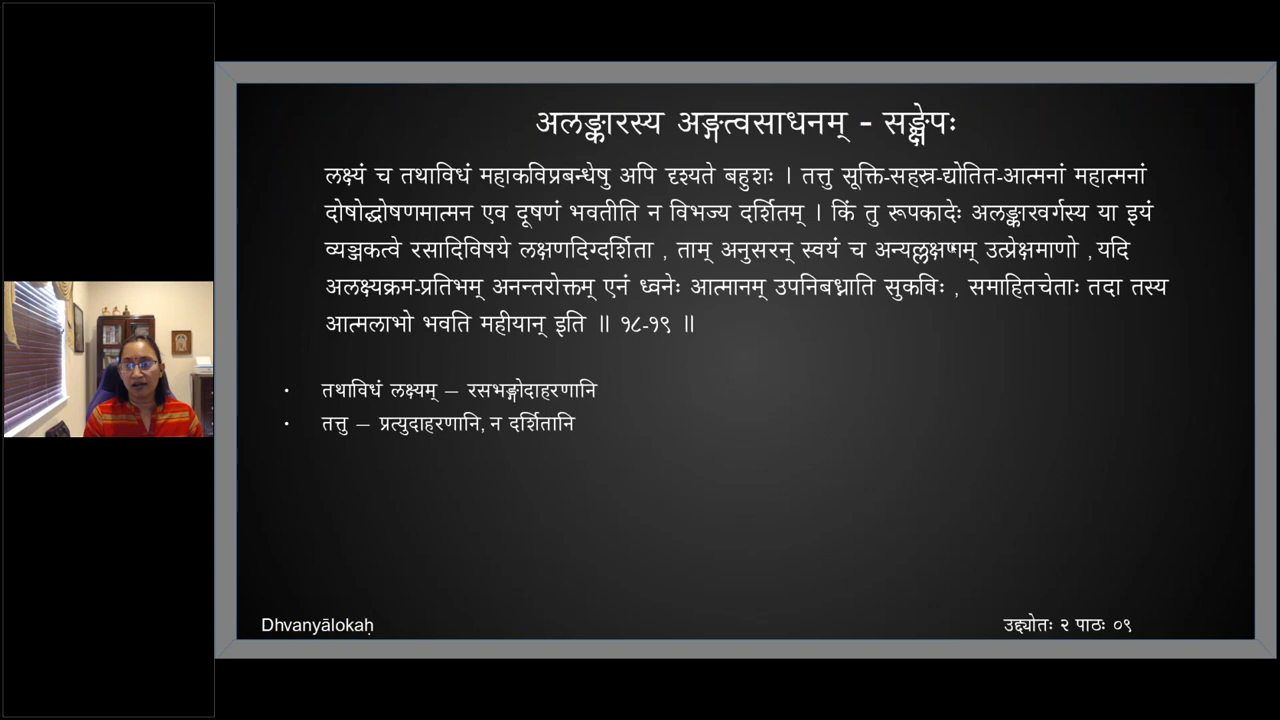 अलङ्कारस्य अङ्गत्वसाधनम् - सङ्क्षेपः
लक्ष्यं च तथाविधं महाकविप्रबन्धेषु अपि दृश्यते बहुशः । तत्तु सूक्ति-सहस्र-द्योतित-आत्मनां महात्मनां
दोषोद्घोषणमात्मन एव दूषणं भवतीति न विभज्य दर्शितम् । किं तु रूपकादेः अलङ्कारवर्गस्य या इयं
व्यञ्जकत्वे रसादिविषये लक्षणदिग्दर्शिता , ताम् अनुसरन् स्वयं च अन्यल्लक्षणम् उत्प्रेक्षमाणो , यदि
अलक्ष्यक्रम-प्रतिभम् अनन्तरोक्तम् एनं ध्वनेः आत्मानम् उपनिबध्नाति सुकविः , समाहितचेताः तदा तस्य
आत्मलाभो भवति महीयान् इति ॥ १८-१९ ॥
• तथाविधं लक्ष्यम् – रसभङ्गोदाहरणानि
• तत्तु – प्रत्युदाहरणानि, न दर्शितानि
Dhvanyālokaḥ
उद्द्योतः २ पाठः ०९